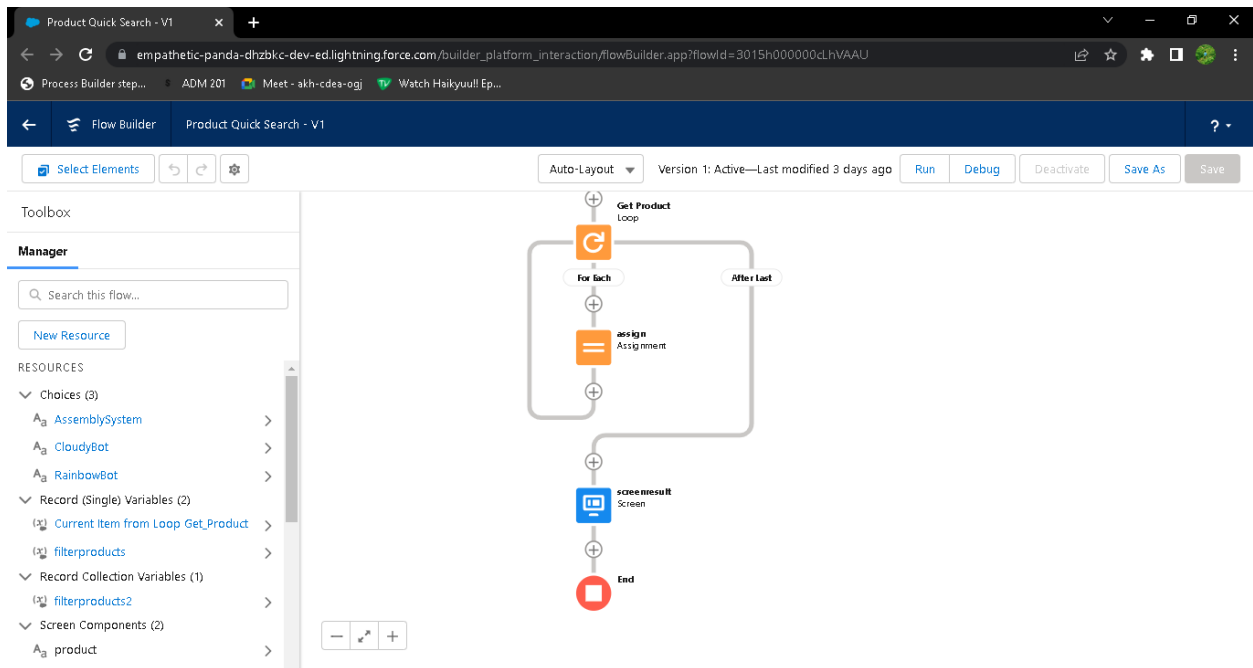 Product Quick Search - V1
empathetic-panda-dhzbkc-dev-ed.lightning.force.com/builder_platform_interaction/flowBuilder.app?flowId=3015h000000cLhVAAU
Process Builder step... ADM 201 Meet - akh-cdea-ogj Watch Haikyuu!! Ep...
Flow Builder Product Quick Search - V1 ?
Select Elements Auto-Layout Version 1: Active—Last modified 3 days ago Run Debug Deactivate Save As Save
Toolbox
Manager
Search this flow...
New Resource
RESOURCES
Choices (3)
AssemblySystem
CloudyBot
RainbowBot
Record (Single) Variables (2)
Current Item from Loop Get_Product
filterproducts
Record Collection Variables (1)
filterproducts2
Screen Components (2)
product
Get Product
Loop
For Each After Last
assign
Assignment
screenresult
Screen
End